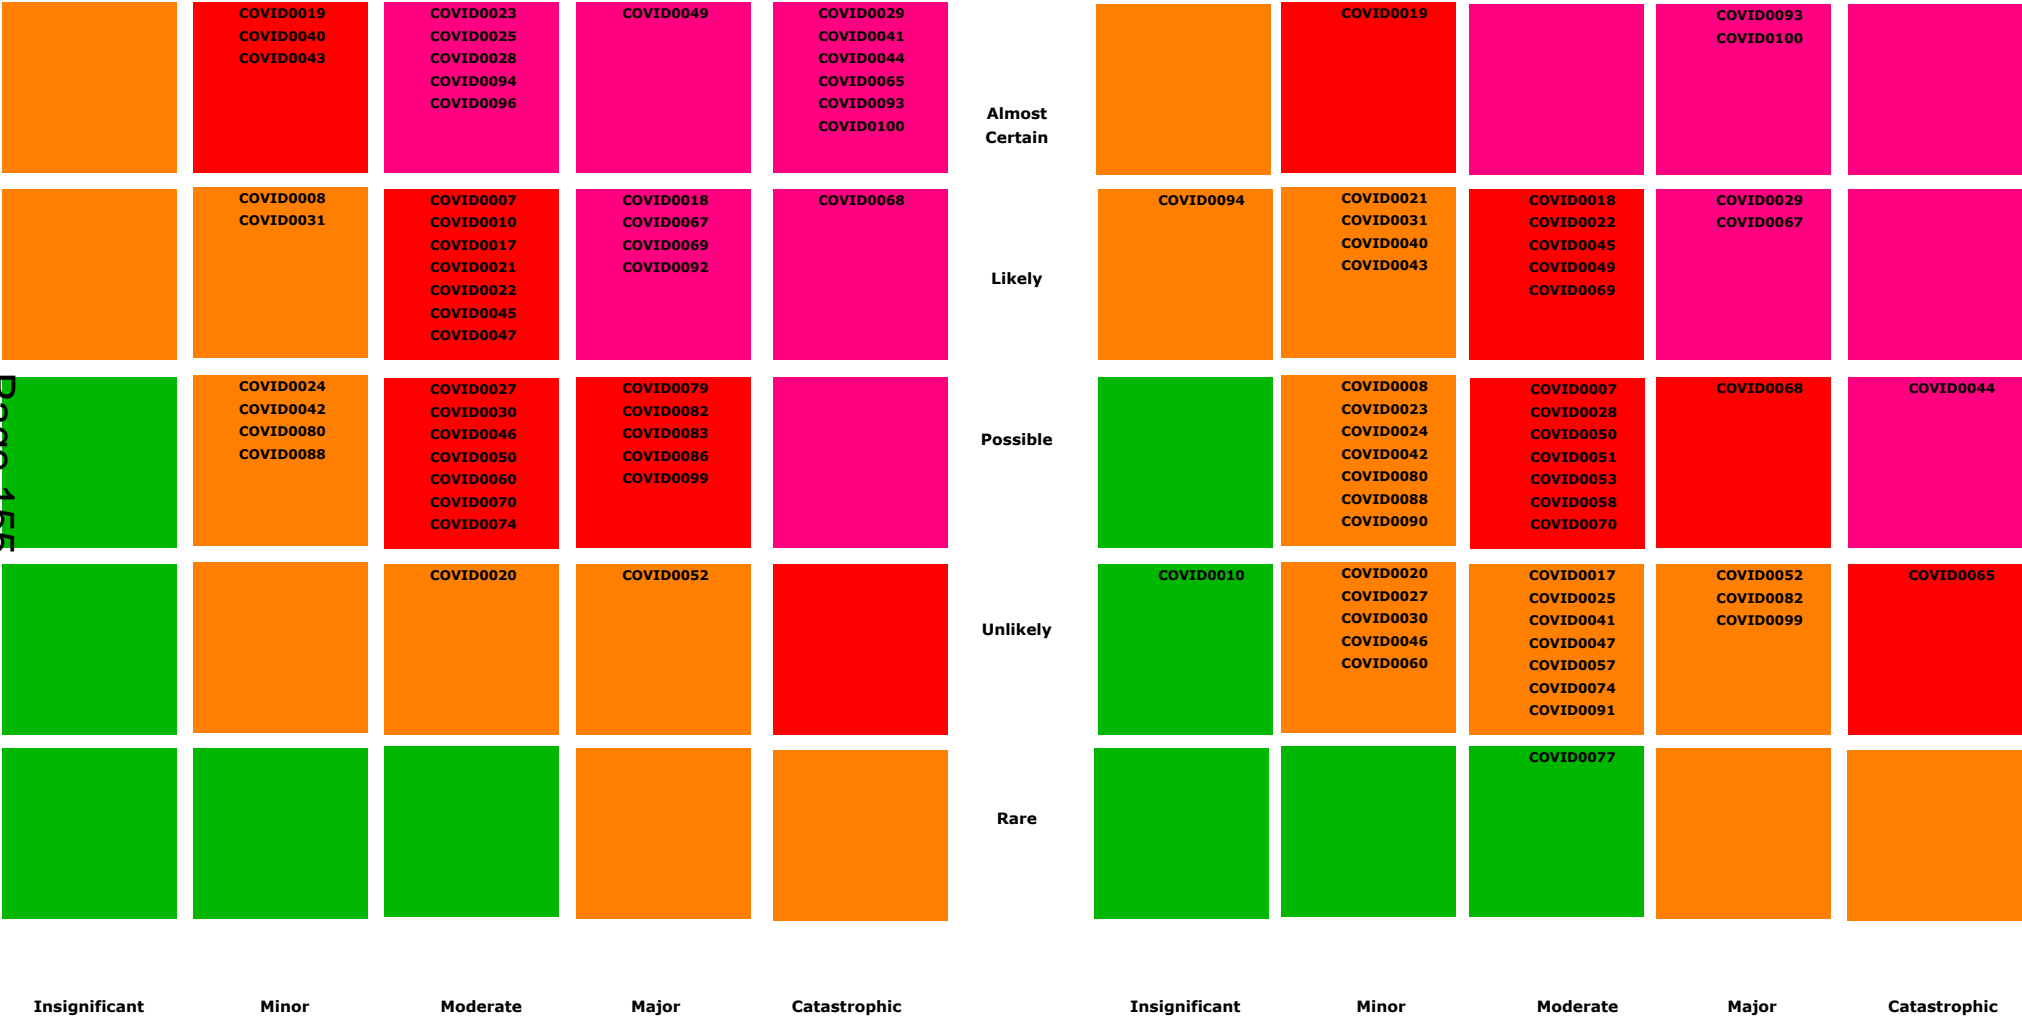 COVID0019
COVID0040
COVID0043
COVID0023
COVID0025
COVID0028
COVID0094
COVID0096
COVID0049
COVID0029
COVID0041
COVID0044
COVID0065
COVID0093
COVID0100
Almost
Certain
COVID0019
COVID0093
COVID0100
COVID0008
COVID0031
COVID0007
COVID0010
COVID0017
COVID0021
COVID0022
COVID0045
COVID0047
COVID0018
COVID0067
COVID0069
COVID0092
COVID0068
Likely
COVID0094
COVID0021
COVID0031
COVID0040
COVID0043
COVID0018
COVID0022
COVID0045
COVID0049
COVID0069
COVID0029
COVID0067
Page 155
COVID0024
COVID0042
COVID0080
COVID0088
COVID0027
COVID0030
COVID0046
COVID0050
COVID0060
COVID0070
COVID0074
COVID0079
COVID0082
COVID0083
COVID0086
COVID0099
Possible
COVID0008
COVID0023
COVID0024
COVID0042
COVID0080
COVID0088
COVID0090
COVID0007
COVID0028
COVID0050
COVID0051
COVID0053
COVID0058
COVID0070
COVID0068
COVID0044
COVID0020
COVID0052
Unlikely
COVID0010
COVID0020
COVID0027
COVID0030
COVID0046
COVID0060
COVID0017
COVID0025
COVID0041
COVID0047
COVID0057
COVID0074
COVID0091
COVID0052
COVID0082
COVID0099
COVID0065
Rare
COVID0077
Insignificant Minor Moderate Major Catastrophic Insignificant Minor Moderate Major Catastrophic